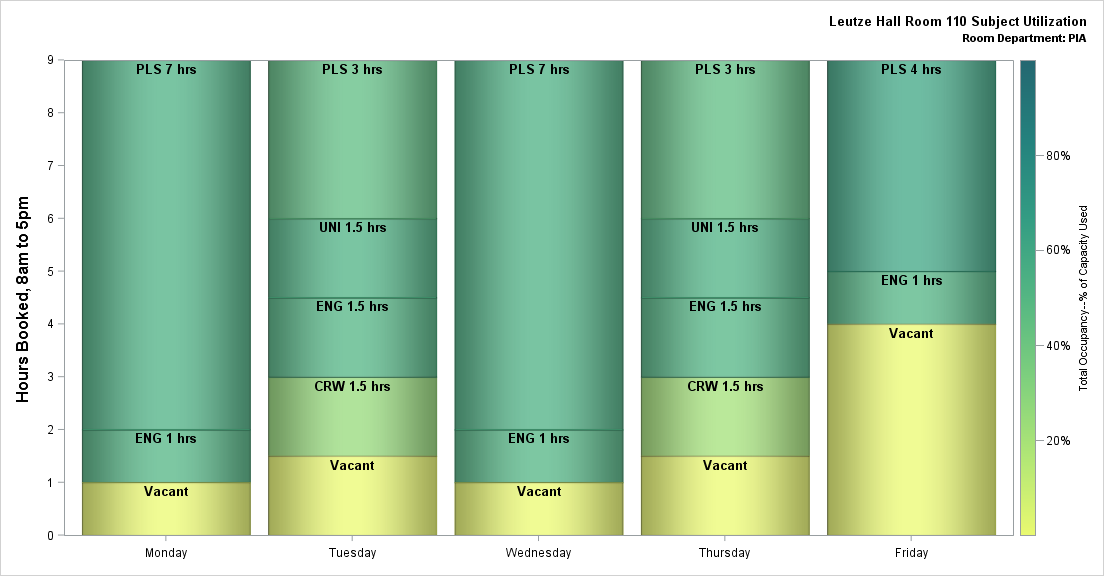 Leutze Hall Room 110 Subject Utilization
Room Department: PIA
Hours Booked, 8am to 5pm
9
8
7
6
5
4
3
2
1
0
PLS 7 hrs
ENG 1 hrs
Vacant
Monday
PLS 3 hrs
UNI 1.5 hrs
ENG 1.5 hrs
CRW 1.5 hrs
Vacant
Tuesday
PLS 7 hrs
ENG 1 hrs
Vacant
Wednesday
PLS 3 hrs
UNI 1.5 hrs
ENG 1.5 hrs
CRW 1.5 hrs
Vacant
Thursday
PLS 4 hrs
ENG 1 hrs
Vacant
Friday
80%
60%
40%
20%
Total Occupancy--% of Capacity Used